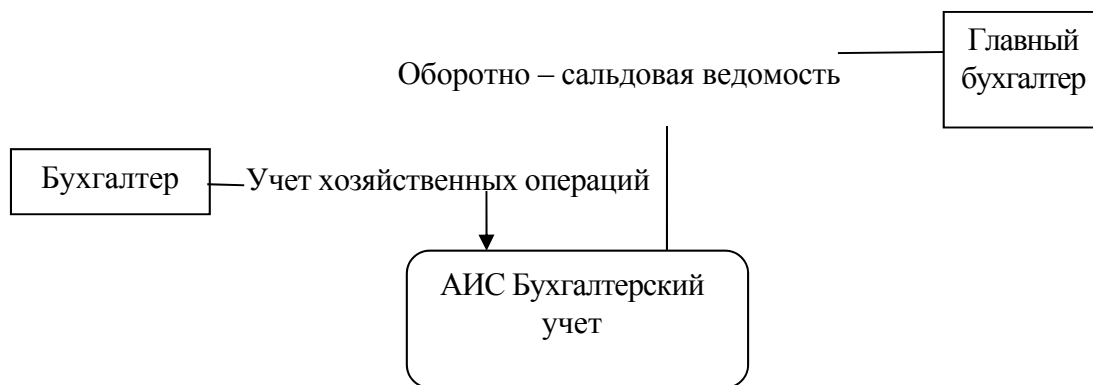 Главный
бухгалтер
Оборотно – сальдовая ведомость
Бухгалтер
Учет хозяйственных операций
АИС Бухгалтерский
учет